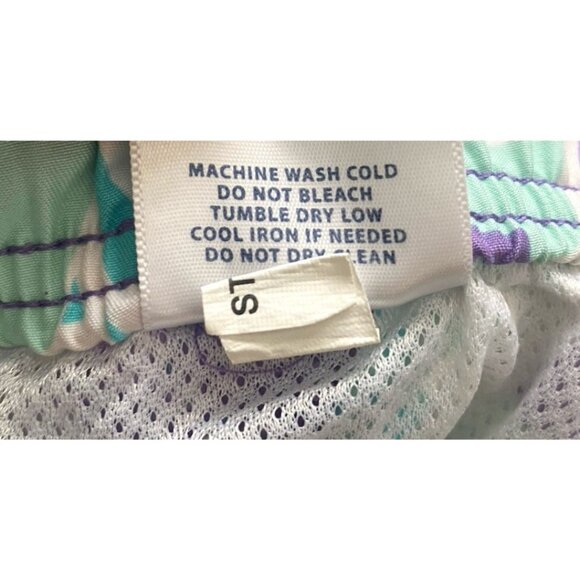 MACHINE WASH COLD
DO NOT BLEACH
TUMBLE DRY LOW
COOL IRON IF NEEDED
DO NOT DRY CLEAN
ST